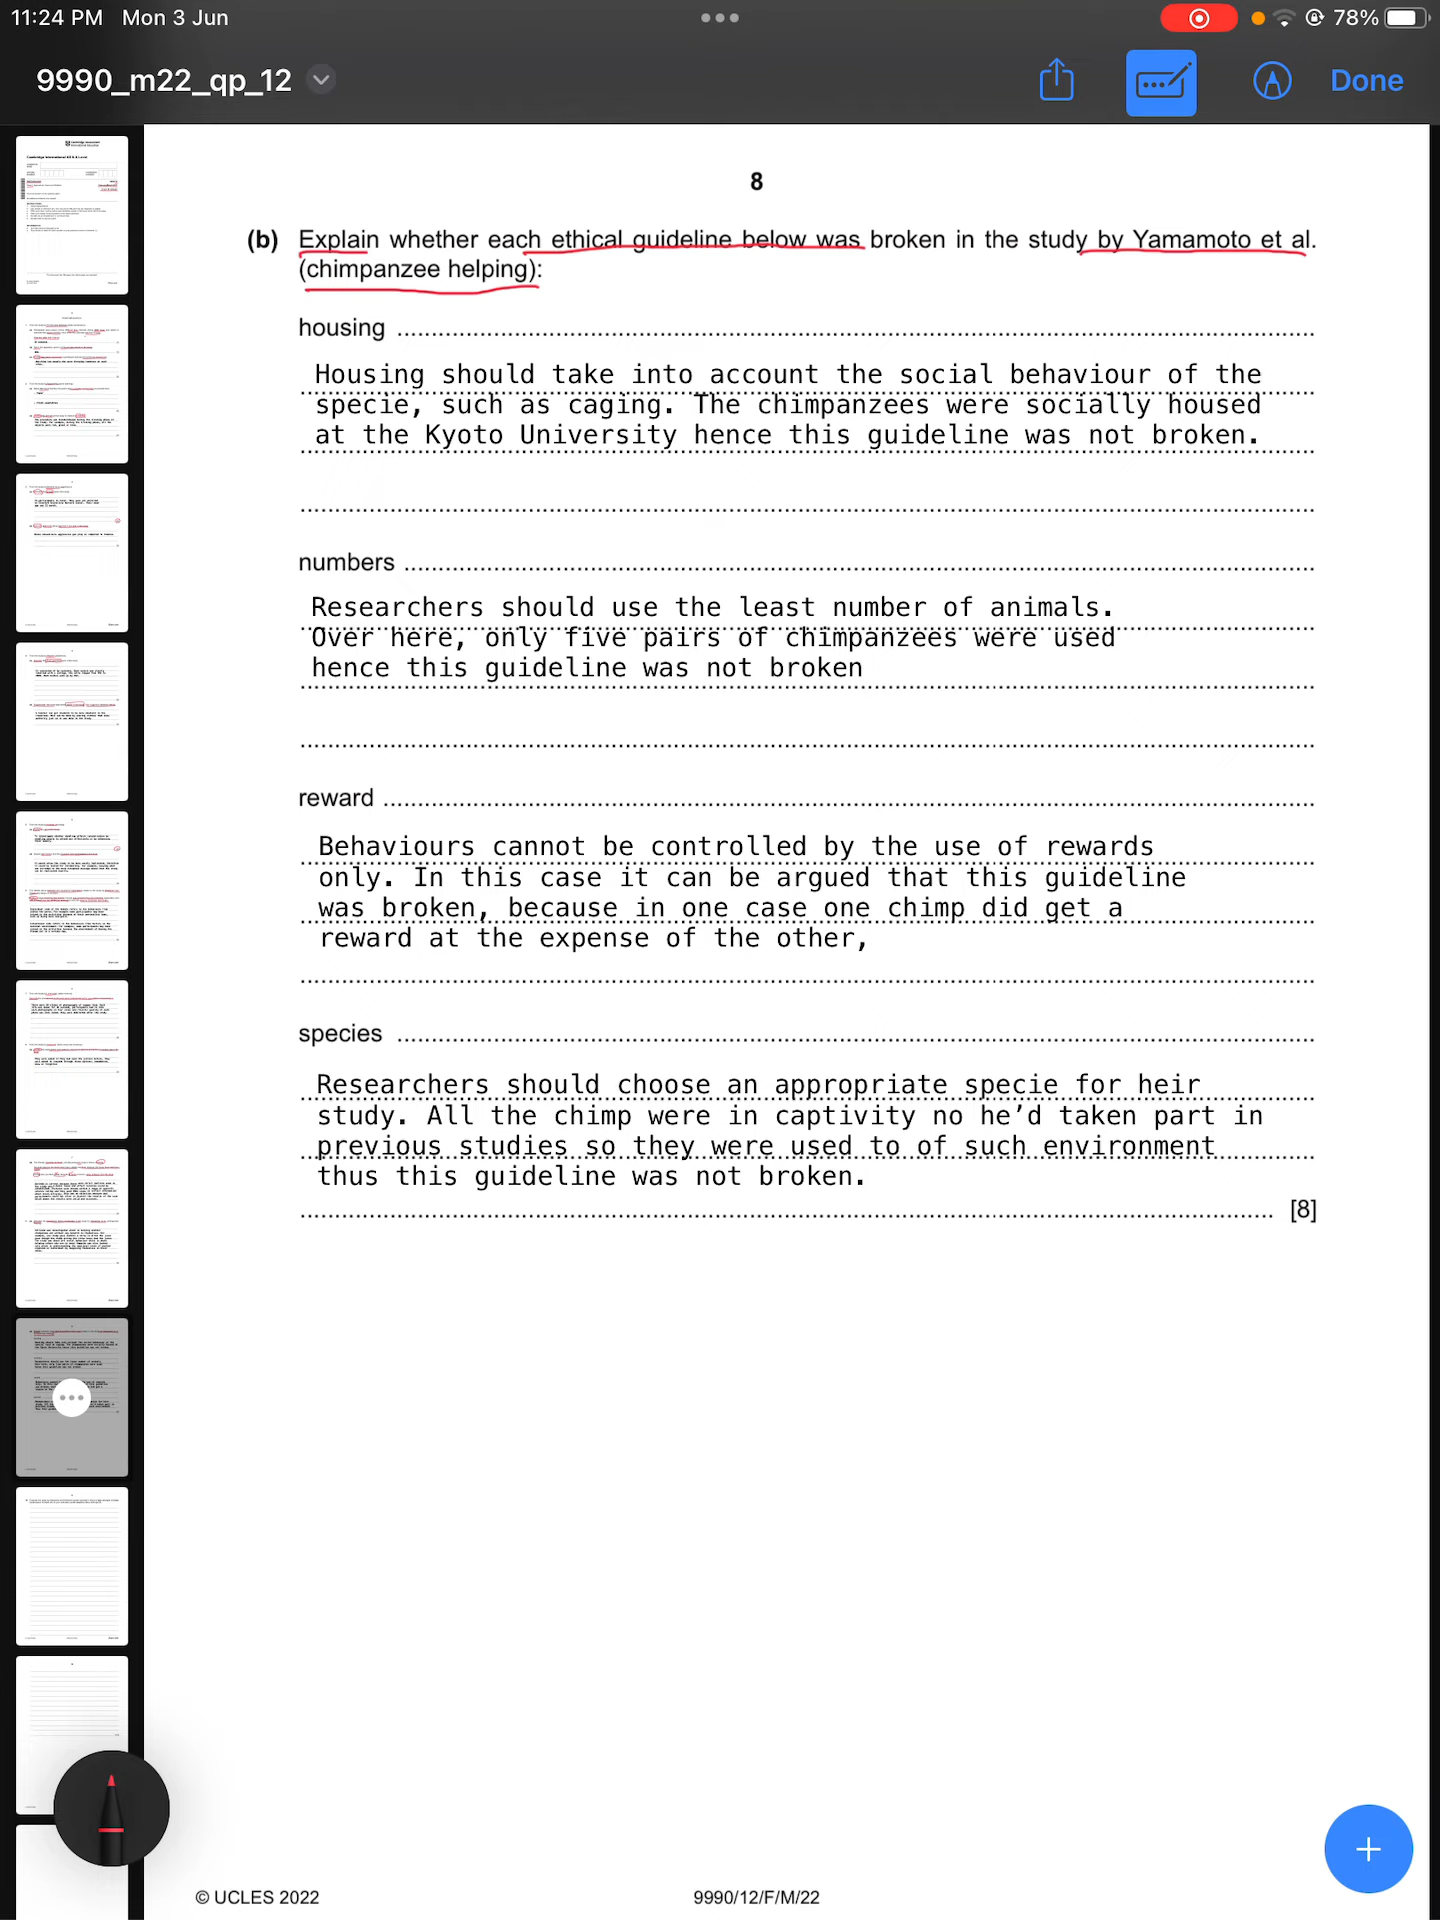 11:24 PM Mon 3 Jun
78%
9990_m22_qp_12
Done
8
(b) Explain whether each ethical guideline below was broken in the study by Yamamoto et al.
(chimpanzee helping):
housing
Housing should take into account the social behaviour of the
specie, such as caging. The chimpanzees were socially housed
at the Kyoto University hence this guideline was not broken.
numbers
Researchers should use the least number of animals.
Over here, only five pairs of chimpanzees were used
hence this guideline was not broken
reward
Behaviours cannot be controlled by the use of rewards
only. In this case it can be argued that this guideline
was broken, because in one case one chimp did get a
reward at the expense of the other,
species
Researchers should choose an appropriate specie for heir
study. All the chimp were in captivity no he’d taken part in
previous studies so they were used to of such environment
thus this guideline was not broken.
[8]
© UCLES 2022
9990/12/F/M/22